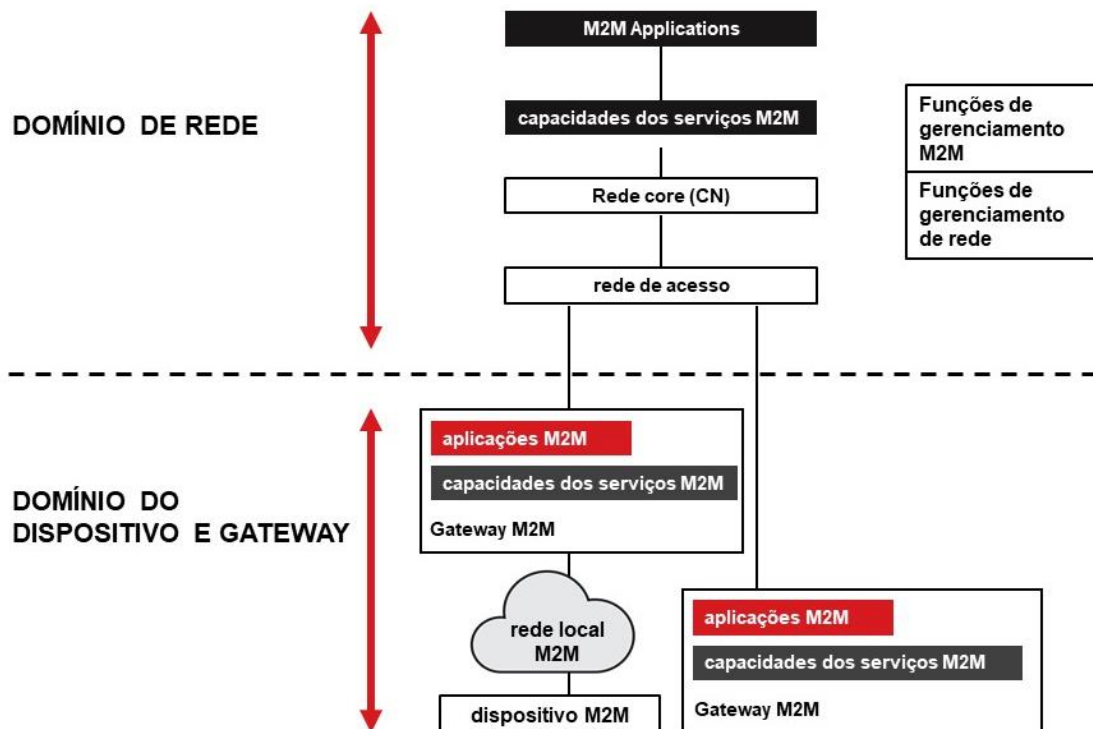 M2M Applications
DOMÍNIO DE REDE
capacidades dos serviços M2M
Funções de
gerenciamento
M2M
Rede core (CN)
Funções de
gerenciamento
de rede
rede de acesso
aplicações M2M
capacidades dos serviços M2M
Gateway M2M
DOMÍNIO DO
DISPOSITIVO E GATEWAY
rede local
M2M
dispositivo M2M
aplicações M2M
capacidades dos serviços M2M
Gateway M2M